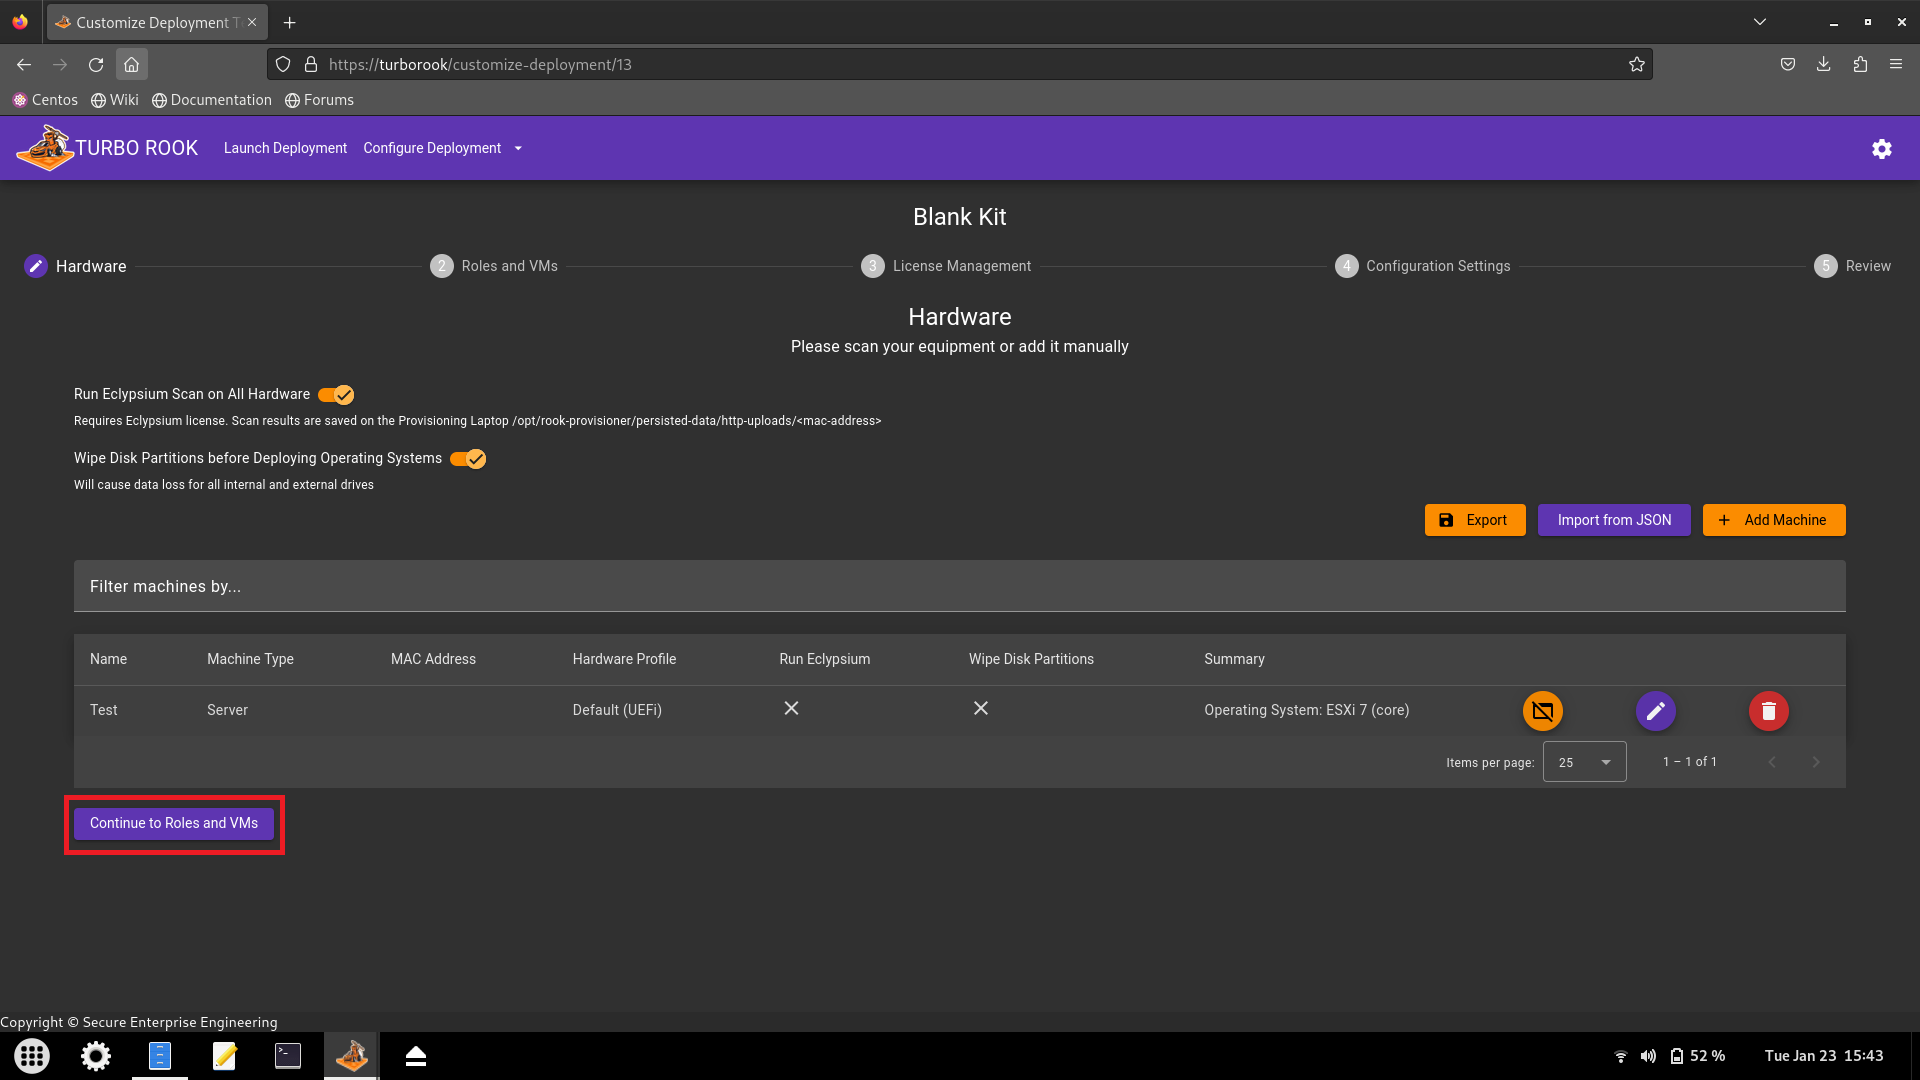 Customize Deployment T
https://turborook/customize-deployment/13
Centos Wiki Documentation Forums
TURBO ROOK Launch Deployment Configure Deployment
Blank Kit
Hardware 2 Roles and VMs 3 License Management 4 Configuration Settings 5 Review
Hardware
Please scan your equipment or add it manually
Run Eclypsium Scan on All Hardware
Requires Eclypsium license. Scan results are saved on the Provisioning Laptop /opt/rook-provisioner/persisted-data/http-uploads/<mac-address>
Wipe Disk Partitions before Deploying Operating Systems
Will cause data loss for all internal and external drives
Export Import from JSON Add Machine
Filter machines by...
Name Machine Type MAC Address Hardware Profile Run Eclypsium Wipe Disk Partitions Summary
Test Server Default (UEFi) Operating System: ESXi 7 (core)
Items per page: 25 1 – 1 of 1
Continue to Roles and VMs
Copyright © Secure Enterprise Engineering
52 % Tue Jan 23 15:43